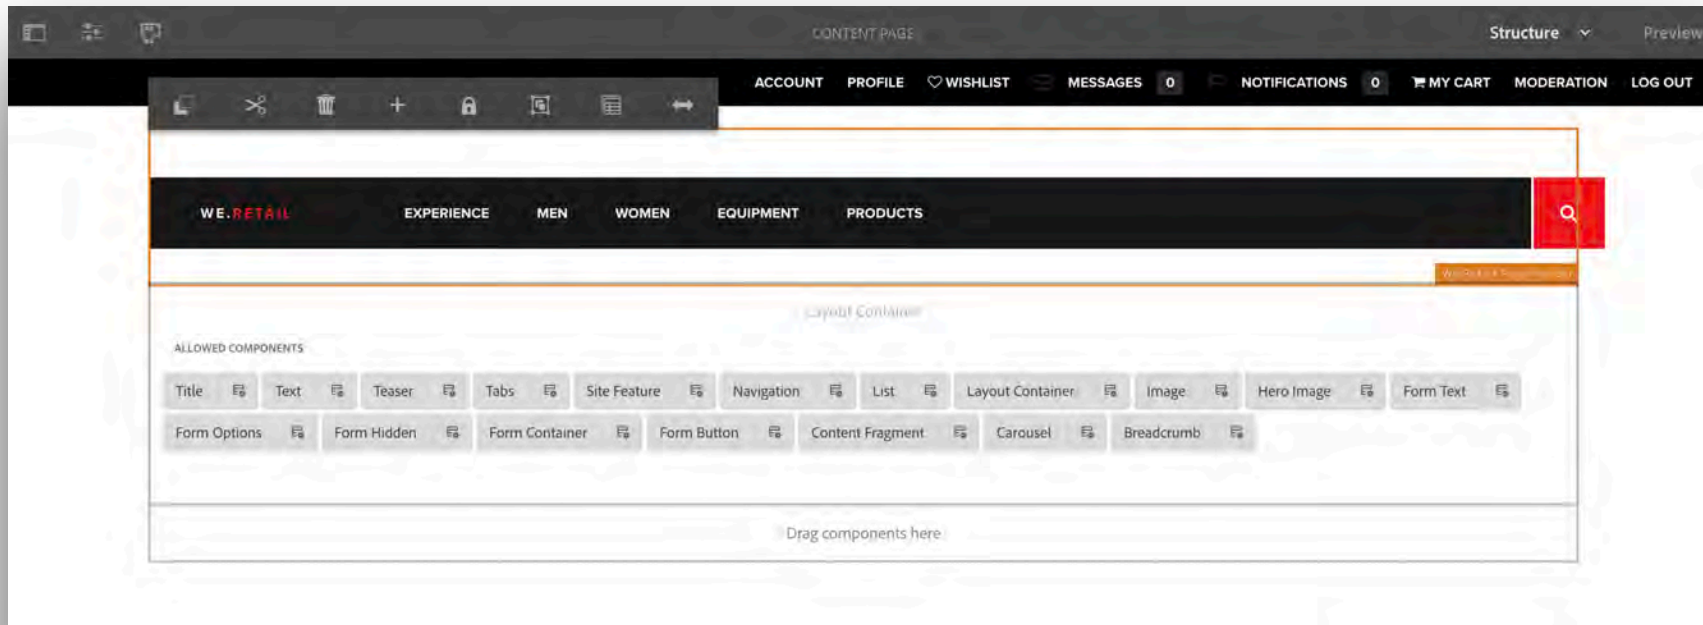 CONTENT PAGE Structure Preview
ACCOUNT PROFILE WISHLIST MESSAGES 0 NOTIFICATIONS 0 MY CART MODERATION LOG OUT
WE.RETAIL EXPERIENCE MEN WOMEN EQUIPMENT PRODUCTS
Layout Container
ALLOWED COMPONENTS
Title Text Teaser Tabs Site Feature Navigation List Layout Container Image Hero Image Form Text
Form Options Form Hidden Form Container Form Button Content Fragment Carousel Breadcrumb
Drag components here